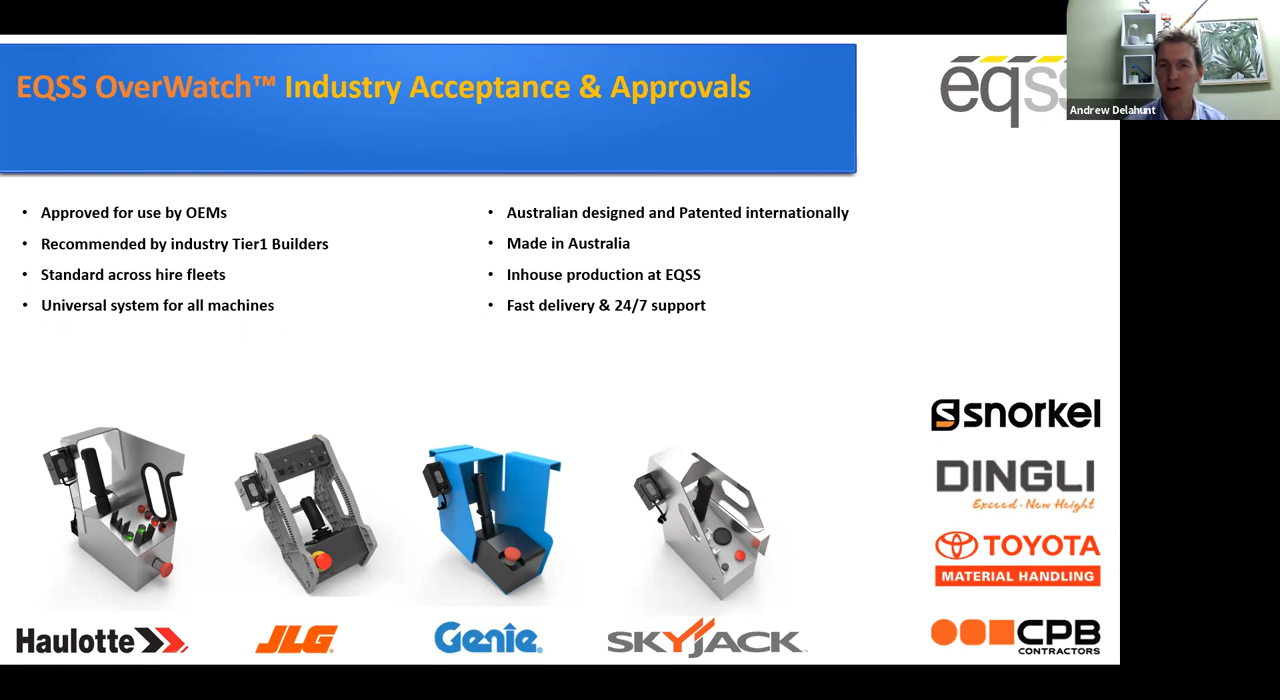 EQSS OverWatch™ Industry Acceptance & Approvals
eqss
Andrew Delahunt
• Approved for use by OEMs
• Recommended by industry Tier1 Builders
• Standard across hire fleets
• Universal system for all machines
• Australian designed and Patented internationally
• Made in Australia
• Inhouse production at EQSS
• Fast delivery & 24/7 support
snorkel
DINGLI
Exceed · New Height
TOYOTA
MATERIAL HANDLING
CPB
CONTRACTORS
Haulotte
JLG®
Genie®
SKYJACK™